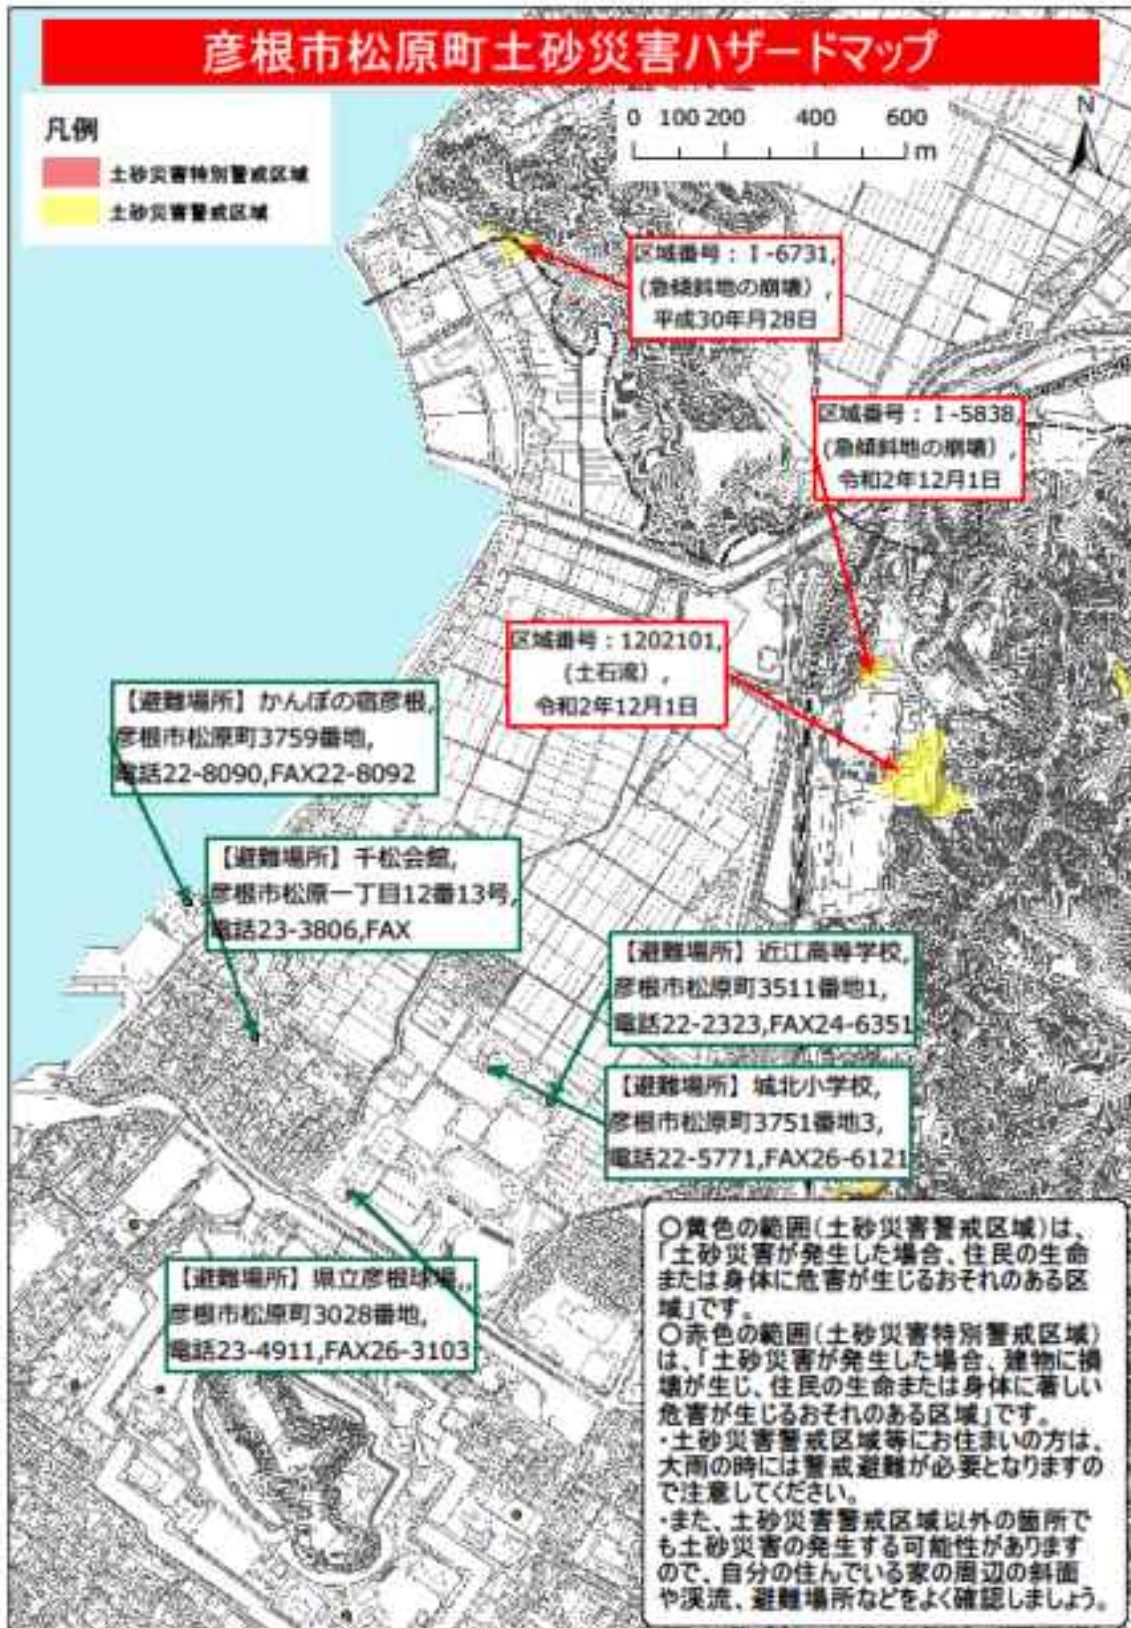 彦根市松原町土砂災害ハザードマップ
凡例
土砂災害特別警戒区域
土砂災害警戒区域
0 100 200 400 600
m
N
区域番号：Ⅰ-6731,
(急傾斜地の崩壊）,
平成30年月28日
区域番号：Ⅰ-5838,
(急傾斜地の崩壊）,
令和2年12月1日
区域番号：1202101,
(土石流）,
令和2年12月1日
【避難場所】かんぽの宿彦根,
彦根市松原町3759番地,
電話22-8090,FAX22-8092
【避難場所】千松会館,
彦根市松原一丁目12番13号,
電話23-3806,FAX
【避難場所】近江高等学校,
彦根市松原町3511番地1,
電話22-2323,FAX24-6351
【避難場所】城北小学校,
彦根市松原町3751番地3,
電話22-5771,FAX26-6121
【避難場所】県立彦根球場,,
彦根市松原町3028番地,
電話23-4911,FAX26-3103
○黄色の範囲(土砂災害警戒区域)は、
「土砂災害が発生した場合、住民の生命
または身体に危害が生じるおそれのある区
域」です。
○赤色の範囲(土砂災害特別警戒区域)
は、「土砂災害が発生した場合、建物に損
壊が生じ、住民の生命または身体に著しい
危害が生じるおそれのある区域」です。
・土砂災害警戒区域等にお住まいの方は、
大雨の時には警戒避難が必要となりますの
で注意してください。
・また、土砂災害警戒区域以外の箇所で
も土砂災害の発生する可能性があります
ので、自分の住んでいる家の周辺の斜面
や渓流、避難場所などをよく確認しましょう。